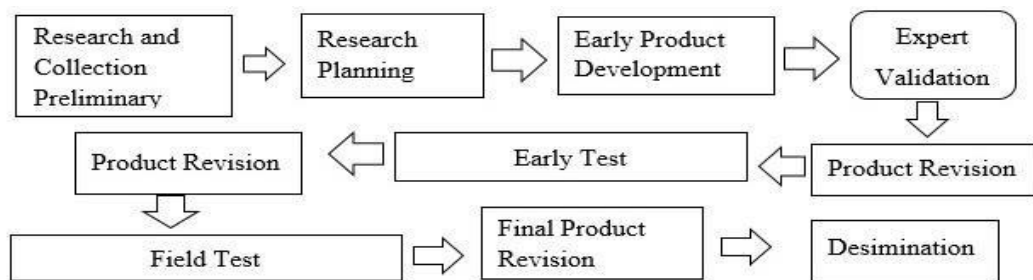 Research and
Collection
Preliminary
Research
Planning
Early Product
Development
Expert
Validation
Product Revision
Early Test
Product Revision
Field Test
Final Product
Revision
Desimination